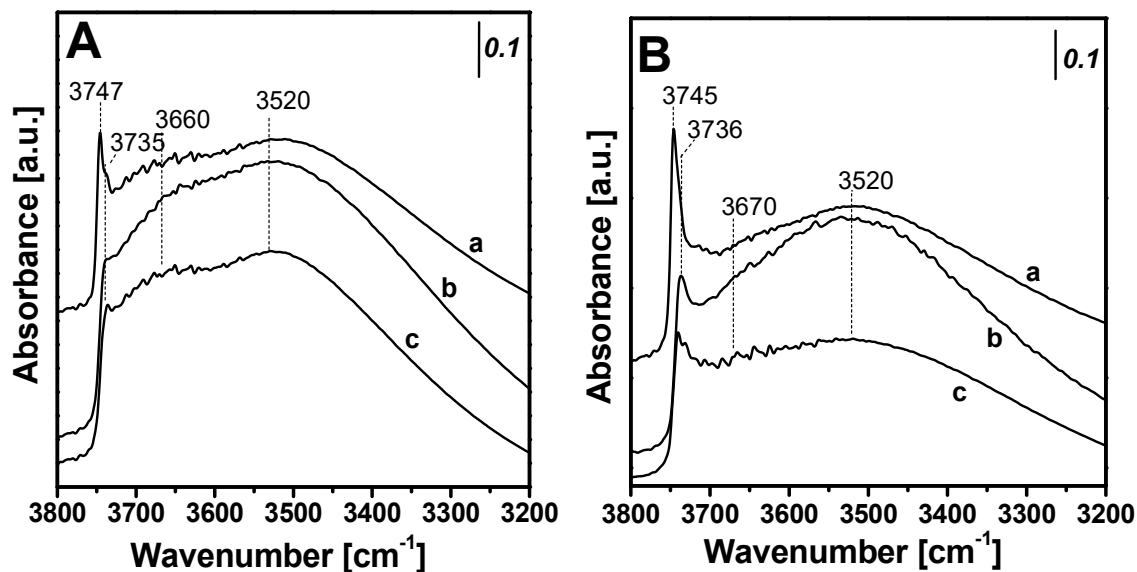 A
0.1
3747
3735
3660
3520
a
b
c
Absorbance [a.u.]
3800 3700 3600 3500 3400 3300 3200
Wavenumber [cm⁻¹]
B
0.1
3745
3736
3670
3520
a
b
c
Absorbance [a.u.]
3800 3700 3600 3500 3400 3300 3200
Wavenumber [cm⁻¹]